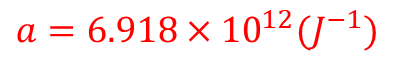 a = 6.918 × 10¹²(J⁻¹)